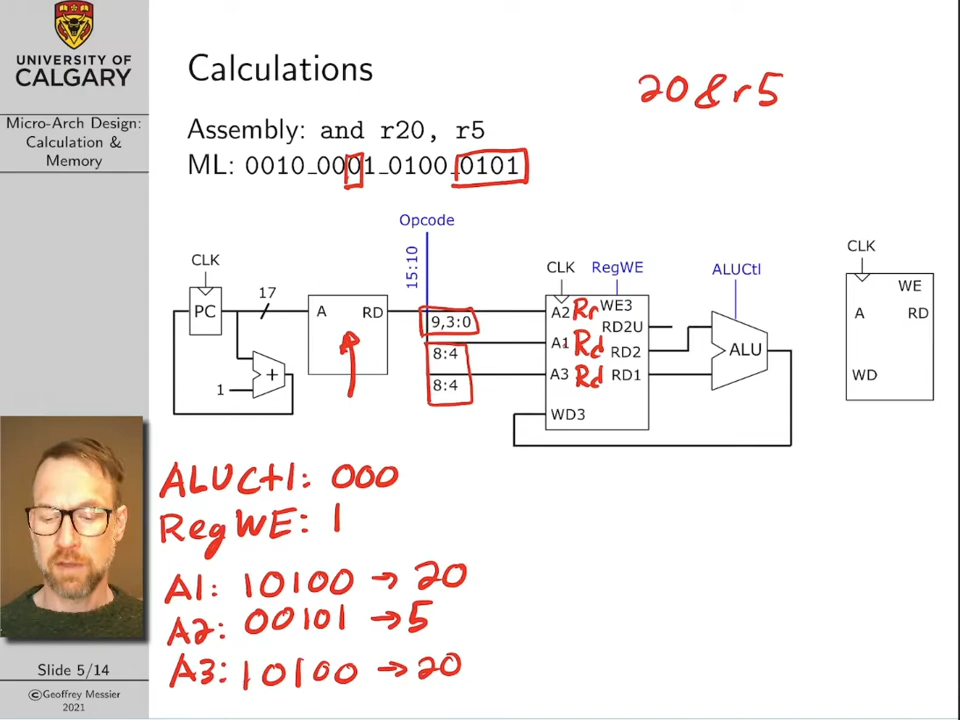 UNIVERSITY OF
CALGARY
Micro-Arch Design:
Calculation &
Memory
Calculations
20 & r5
Assembly: and r20, r5
ML: 0010_0001_0100_0101
Opcode
15:10
CLK
PC
17
A RD
+
1
9,3:0
8:4
8:4
CLK RegWE
A2 Rr WE3
RD2U
A1 Rd RD2
A3 Rd RD1
WD3
ALUCtl
ALU
CLK
WE
A RD
WD
ALUCtl: 000
RegWE: 1
A1: 10100 → 20
A2: 00101 → 5
A3: 10100 → 20
Slide 5/14
©Geoffrey Messier
2021